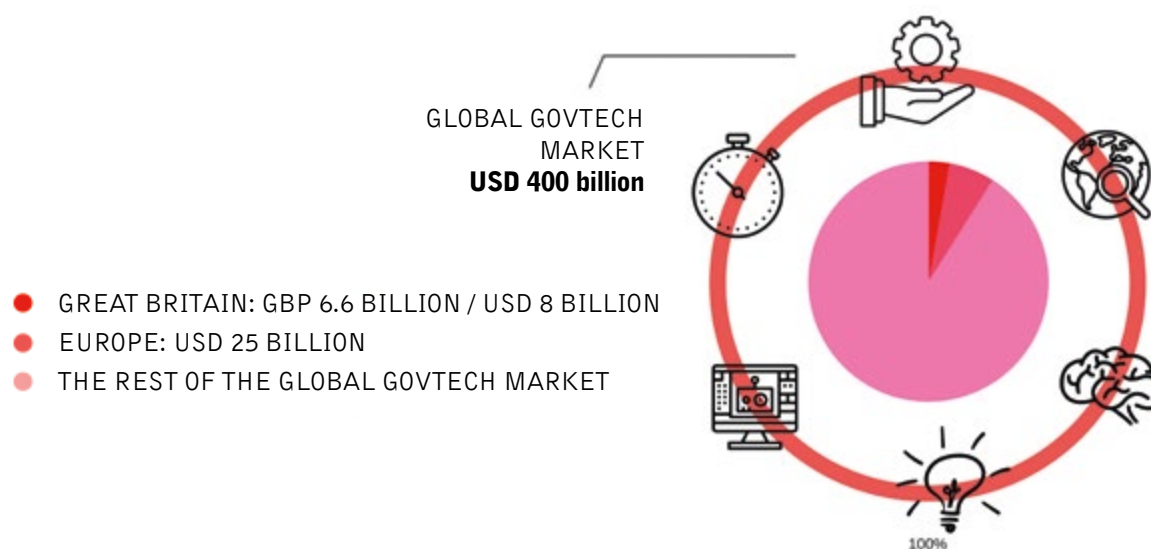 GLOBAL GOVTECH
MARKET
USD 400 billion
GREAT BRITAIN: GBP 6.6 BILLION / USD 8 BILLION
EUROPE: USD 25 BILLION
THE REST OF THE GLOBAL GOVTECH MARKET
100%